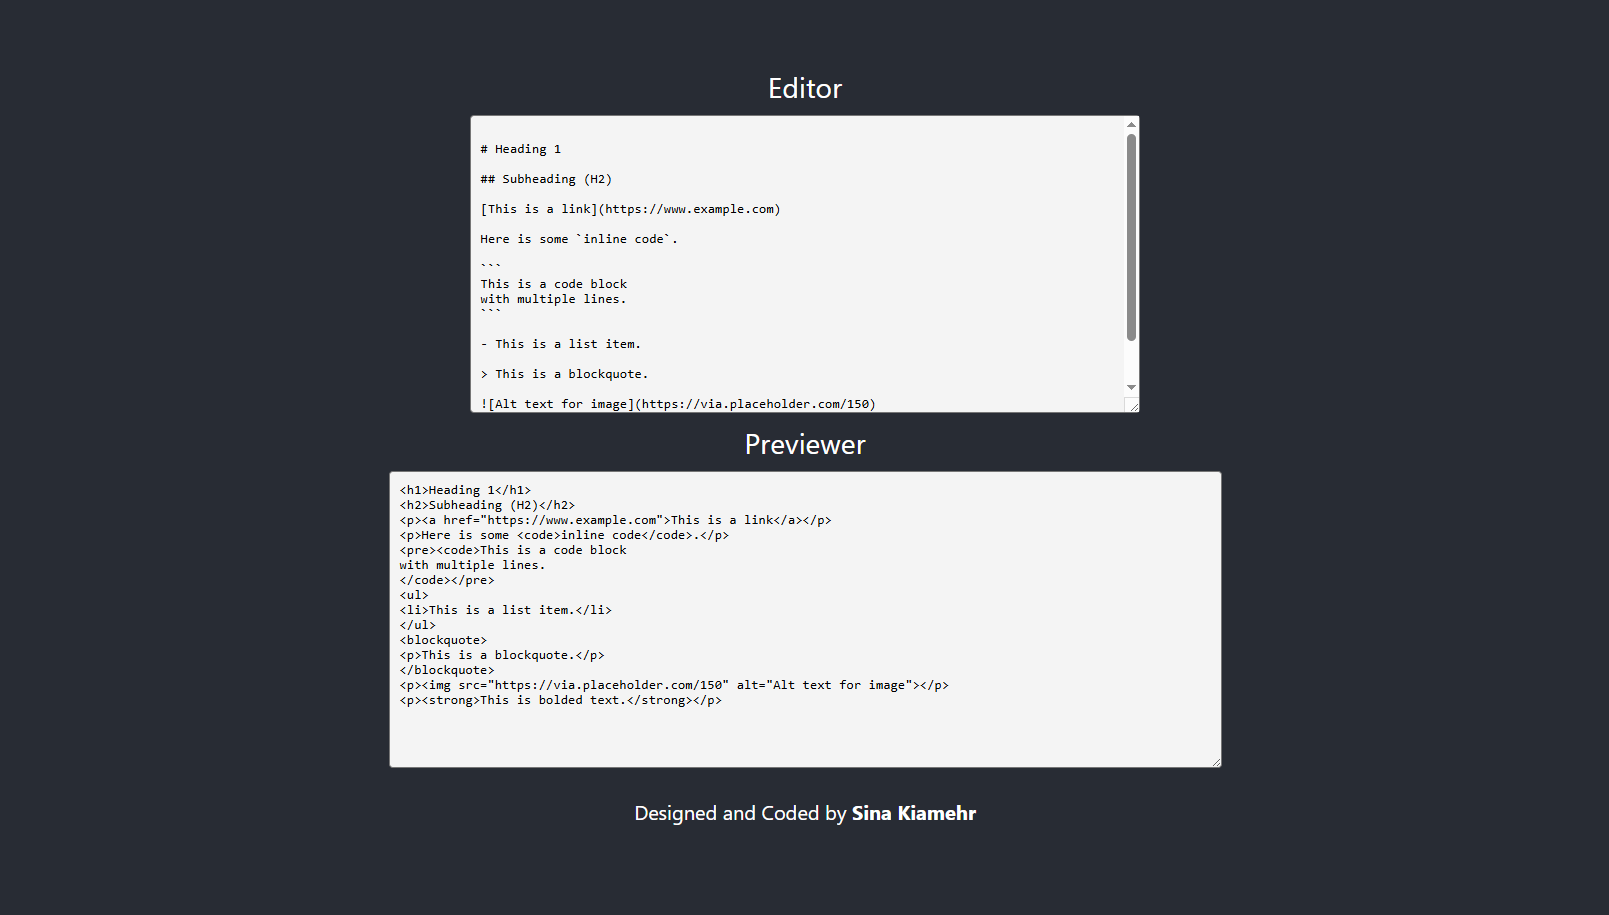 Editor
# Heading 1
## Subheading (H2)
[This is a link](https://www.example.com)
Here is some `inline code`.
```
This is a code block
with multiple lines.
```
- This is a list item.
> This is a blockquote.
![Alt text for image](https://via.placeholder.com/150)
Previewer
<h1>Heading 1</h1>
<h2>Subheading (H2)</h2>
<p><a href="https://www.example.com">This is a link</a></p>
<p>Here is some <code>inline code</code>.</p>
<pre><code>This is a code block
with multiple lines.
</code></pre>
<ul>
<li>This is a list item.</li>
</ul>
<blockquote>
<p>This is a blockquote.</p>
</blockquote>
<p><img src="https://via.placeholder.com/150" alt="Alt text for image"></p>
<p><strong>This is bolded text.</strong></p>
Designed and Coded by Sina Kiamehr